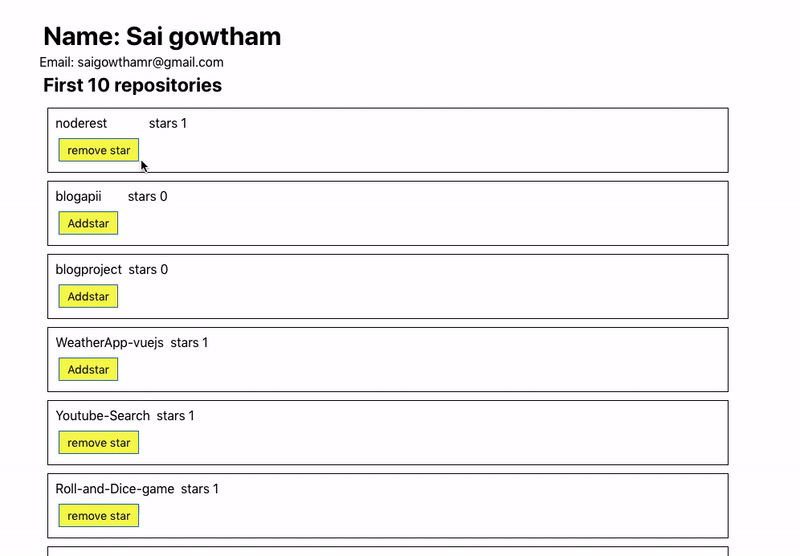 Name: Sai gowtham
Email: saigowthamr@gmail.com
First 10 repositories
noderest stars 1
remove star
blogapii stars 0
Addstar
blogproject stars 0
Addstar
WeatherApp-vuejs stars 1
Addstar
Youtube-Search stars 1
remove star
Roll-and-Dice-game stars 1
remove star